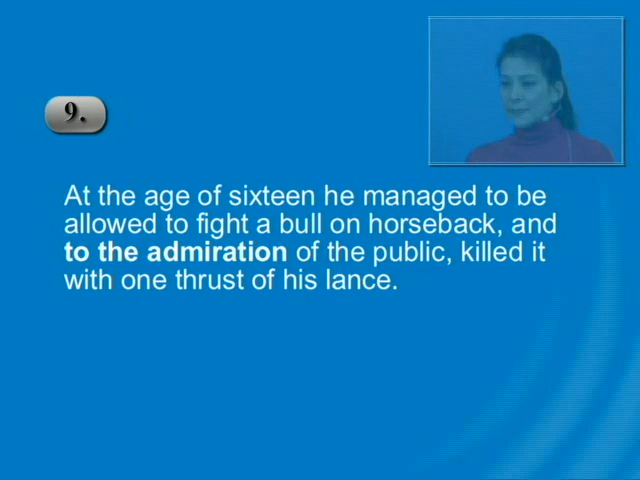 9.
At the age of sixteen he managed to be
allowed to fight a bull on horseback, and
to the admiration of the public, killed it
with one thrust of his lance.